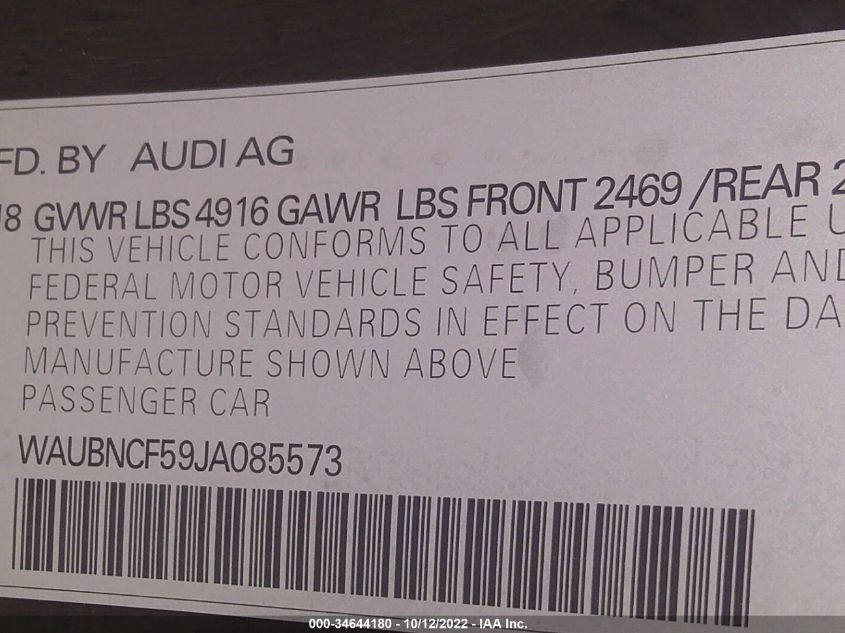 FD. BY AUDI AG
18 GVWR LBS 4916 GAWR LBS FRONT 2469 /REAR 2
THIS VEHICLE CONFORMS TO ALL APPLICABLE U
FEDERAL MOTOR VEHICLE SAFETY, BUMPER AND
PREVENTION STANDARDS IN EFFECT ON THE DA
MANUFACTURE SHOWN ABOVE
PASSENGER CAR
WAUBNCF59JA085573
000-34644180 - 10/12/2022 - IAA Inc.